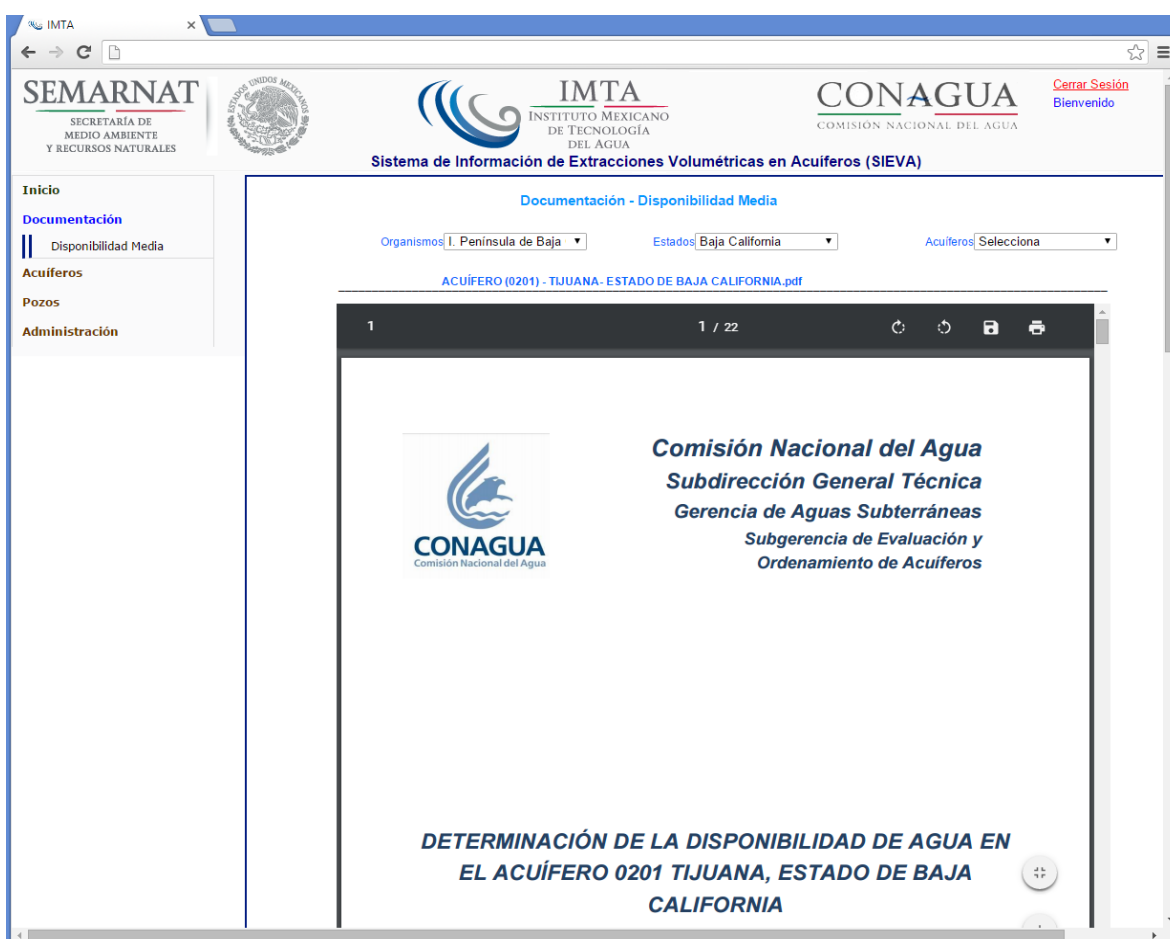 IMTA
SEMARNAT
SECRETARÍA DE
MEDIO AMBIENTE
Y RECURSOS NATURALES
ESTADOS UNIDOS MEXICANOS
IMTA
INSTITUTO MEXICANO
DE TECNOLOGÍA
DEL AGUA
CONAGUA
COMISIÓN NACIONAL DEL AGUA
Cerrar Sesión
Bienvenido
Sistema de Información de Extracciones Volumétricas en Acuíferos (SIEVA)
Inicio
Documentación
Disponibilidad Media
Acuíferos
Pozos
Administración
Documentación - Disponibilidad Media
Organismos I. Península de Baja Estados Baja California Acuíferos Selecciona
ACUÍFERO (0201) - TIJUANA- ESTADO DE BAJA CALIFORNIA.pdf
1 1 / 22
CONAGUA
Comisión Nacional del Agua
Comisión Nacional del Agua
Subdirección General Técnica
Gerencia de Aguas Subterráneas
Subgerencia de Evaluación y
Ordenamiento de Acuíferos
DETERMINACIÓN DE LA DISPONIBILIDAD DE AGUA EN
EL ACUÍFERO 0201 TIJUANA, ESTADO DE BAJA
CALIFORNIA